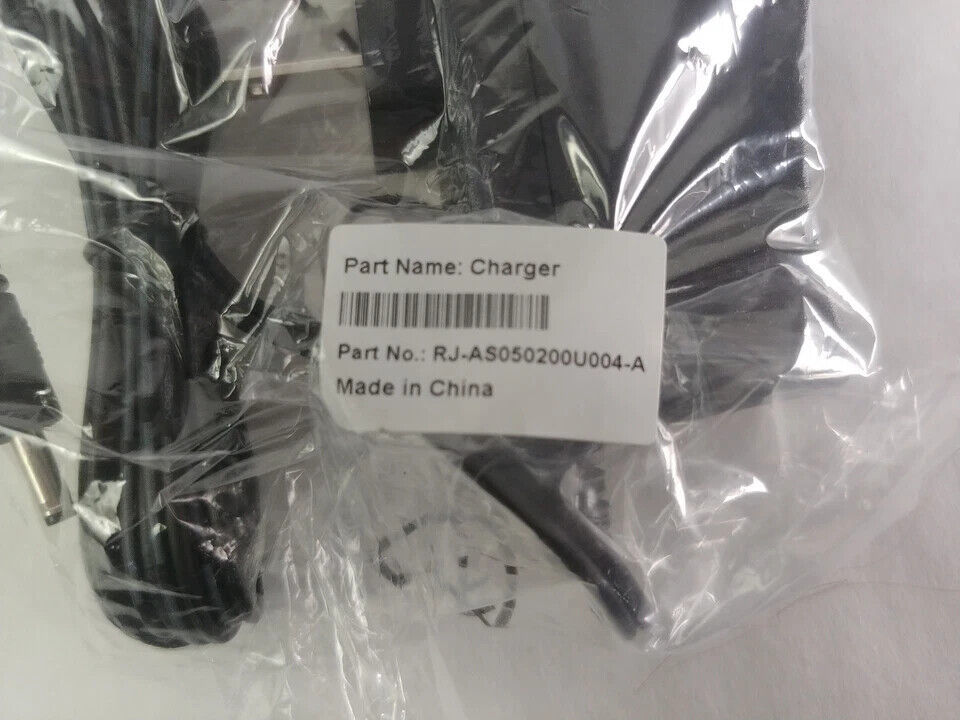 Part Name: Charger
Part No.: RJ-AS050200U004-A
Made in China